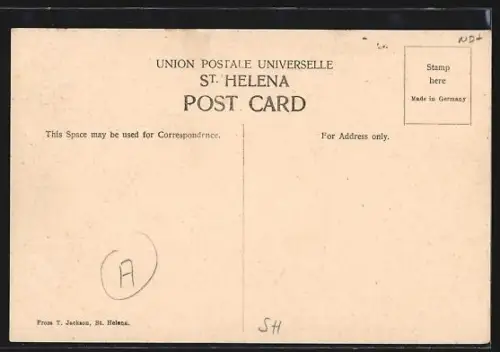 UNION POSTALE UNIVERSELLE
ST. HELENA
POST CARD
Stamp
here
Made in Germany
This Space may be used for Correspondence.
For Address only.
A
From T. Jackson, St. Helena.
SH